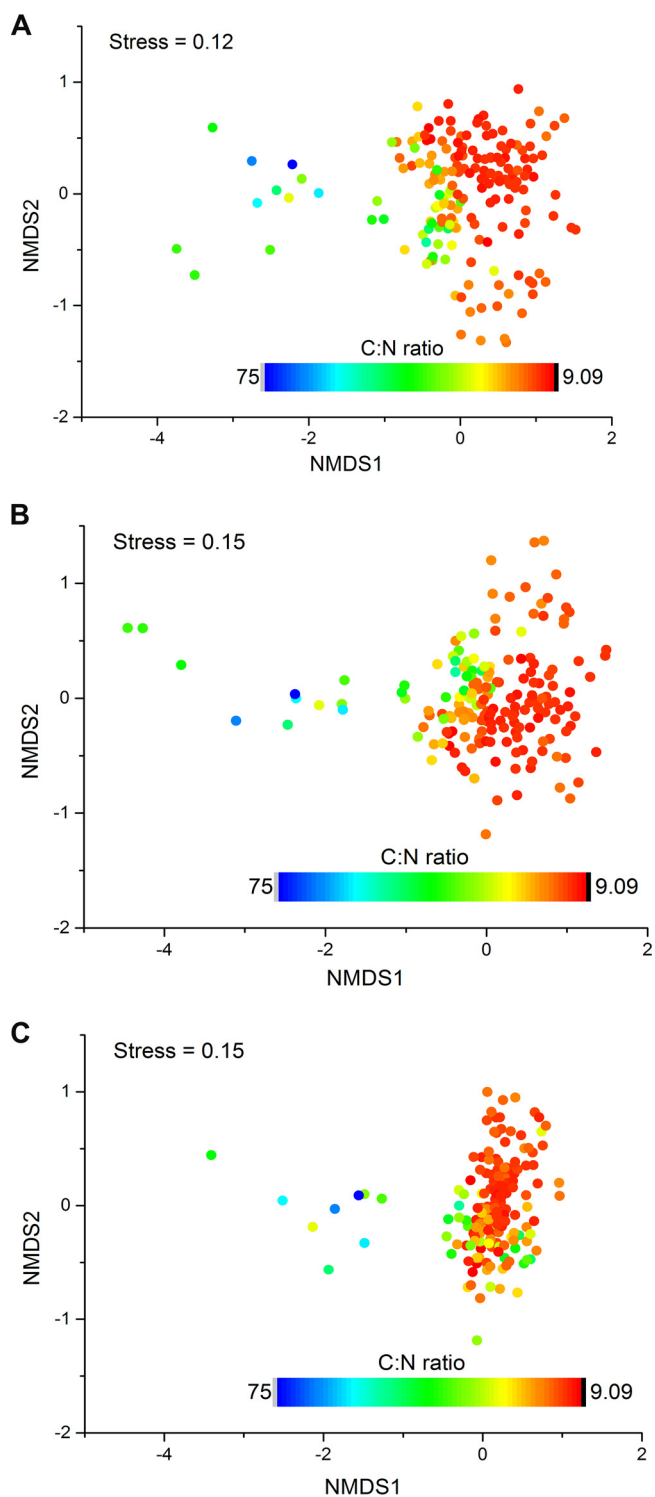 A
Stress = 0.12
1
0
-1
-2
NMDS2
C:N ratio
75
9.09
-4
-2
0
2
NMDS1
B
Stress = 0.15
1
0
-1
-2
NMDS2
C:N ratio
75
9.09
-4
-2
0
2
NMDS1
C
Stress = 0.15
1
0
-1
-2
NMDS2
C:N ratio
75
9.09
-4
-2
0
2
NMDS1